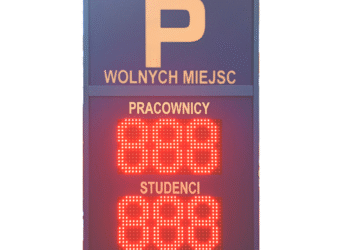 P
WOLNYCH MIEJSC
PRACOWNICY
888
STUDENCI
888